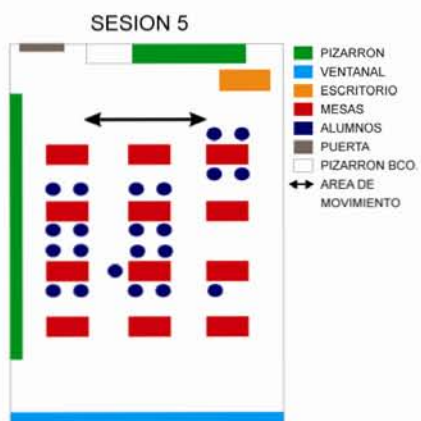 SESION 5
PIZARRON
VENTANAL
ESCRITORIO
MESAS
ALUMNOS
PUERTA
PIZARRON BCO.
AREA DE
MOVIMIENTO